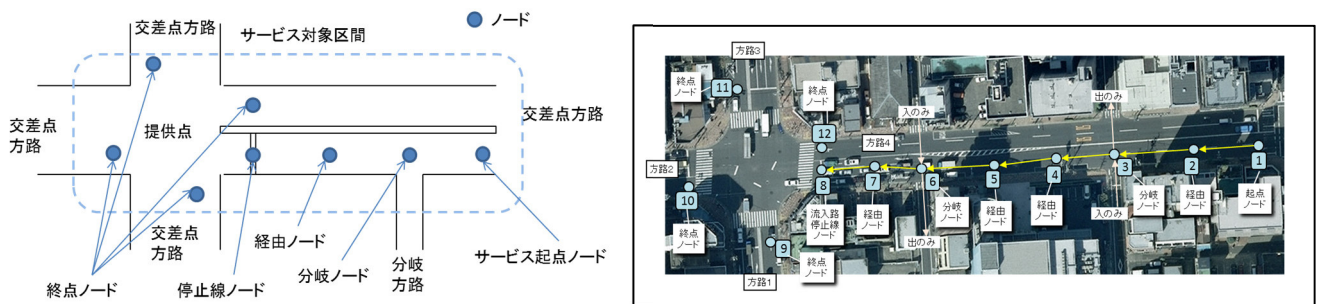 ノード
交差点方路
サービス対象区間
交差点
方路
提供点
交差点方路
交差点
方路
経由ノード
分岐ノード
分岐
方路
サービス起点ノード
終点ノード
停止線ノード
方路3
終点
ノード
11
終点
ノード
12
入のみ
出のみ
方路4
方路2
10
終点
ノード
8
流入路
停止線
ノード
7
経由
ノード
6
分岐
ノード
出のみ
5
経由
ノード
4
経由
ノード
3
分岐
ノード
入のみ
2
経由
ノード
1
起点
ノード
9
終点
ノード
方路1